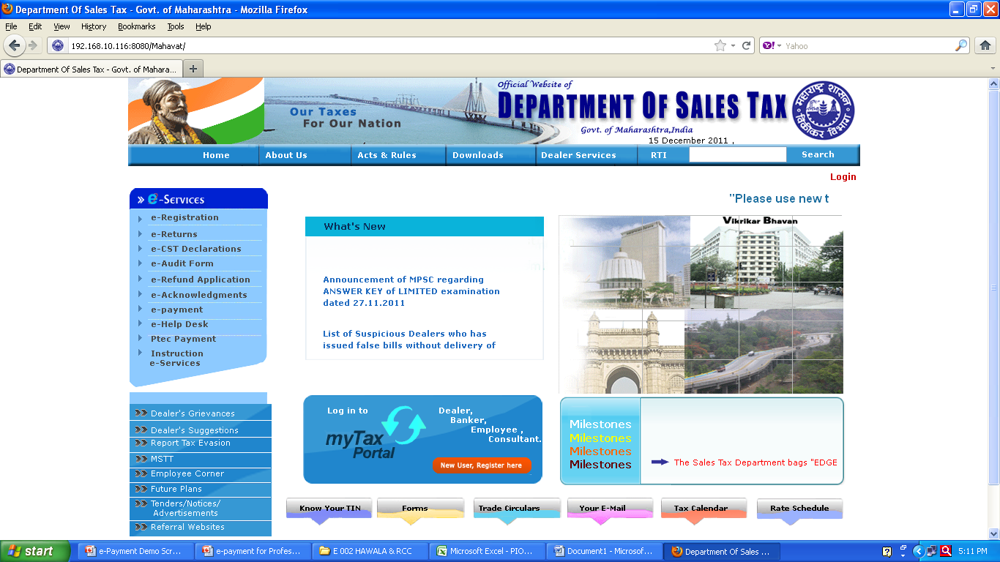 Department Of Sales Tax - Govt. of Maharashtra - Mozilla Firefox
File Edit View History Bookmarks Tools Help
192.168.10.116:8080/Mahavat/
Yahoo
Department Of Sales Tax - Govt. of Mahara...
Official Website of
DEPARTMENT OF SALES TAX
Our Taxes
For Our Nation
Govt. of Maharashtra,India
महाराष्ट्र शासन
विक्रीकर विभाग
15 December 2011 ,
Home About Us Acts & Rules Downloads Dealer Services RTI Search
Login
"Please use new t
e-Services
e-Registration
e-Returns
e-CST Declarations
e-Audit Form
e-Refund Application
e-Acknowledgments
e-payment
e-Help Desk
Ptec Payment
Instruction
e-Services
What's New
Announcement of MPSC regarding
ANSWER KEY of LIMITED examination
dated 27.11.2011
List of Suspicious Dealers who has
issued false bills without delivery of
Vikrikar Bhavan
Dealer's Grievances
Dealer's Suggestions
Report Tax Evasion
MSTT
Employee Corner
Future Plans
Tenders/Notices/
Advertisements
Referral Websites
Log in to
myTax
Portal
Dealer,
Banker,
Employee ,
Consultant.
New User, Register here
Milestones
Milestones
Milestones
Milestones
The Sales Tax Department bags "EDGE
Know Your TIN Forms Trade Circulars Your E-Mail Tax Calendar Rate Schedule
start e-Payment Demo Scr... e-payment for Profes... E 002 HAWALA & RCC Microsoft Excel - PIO... Document1 - Microsof... Department Of Sales ... 5:11 PM